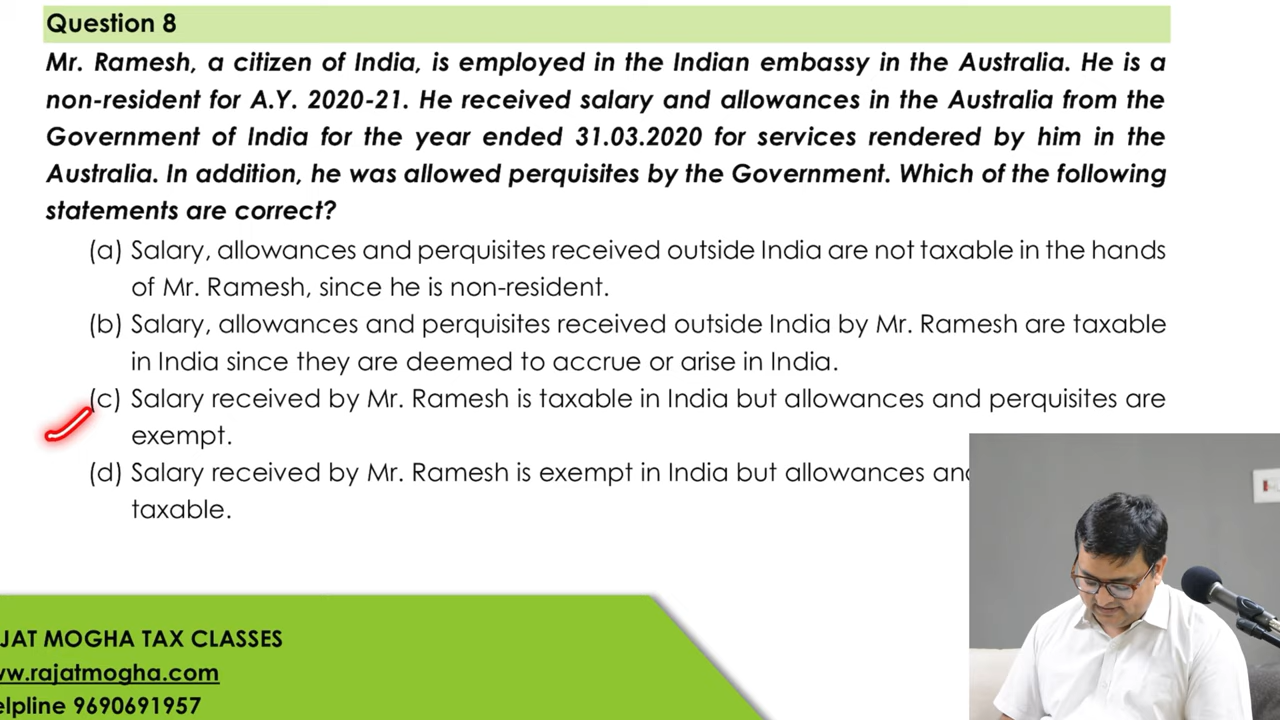 Question 8
Mr. Ramesh, a citizen of India, is employed in the Indian embassy in the Australia. He is a
non-resident for A.Y. 2020-21. He received salary and allowances in the Australia from the
Government of India for the year ended 31.03.2020 for services rendered by him in the
Australia. In addition, he was allowed perquisites by the Government. Which of the following
statements are correct?
(a) Salary, allowances and perquisites received outside India are not taxable in the hands
of Mr. Ramesh, since he is non-resident.
(b) Salary, allowances and perquisites received outside India by Mr. Ramesh are taxable
in India since they are deemed to accrue or arise in India.
(c) Salary received by Mr. Ramesh is taxable in India but allowances and perquisites are
exempt.
(d) Salary received by Mr. Ramesh is exempt in India but allowances
taxable.
JAT MOGHA TAX CLASSES
ww.rajatmogha.com
elpline 9690691957